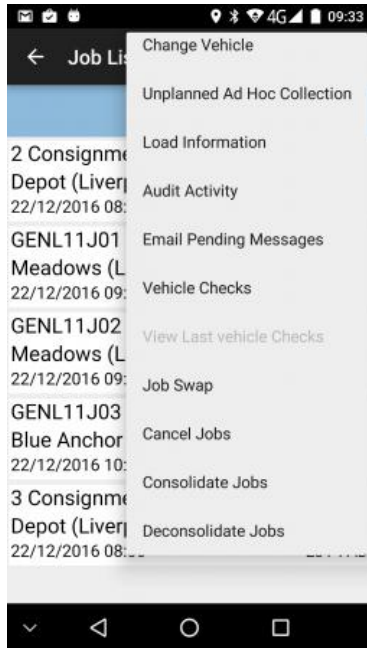 4G 09:33
Job Lis
Change Vehicle
Unplanned Ad Hoc Collection
Load Information
Audit Activity
Email Pending Messages
Vehicle Checks
View Last vehicle Checks
Job Swap
Cancel Jobs
Consolidate Jobs
Deconsolidate Jobs
2 Consignme
Depot (Liverp
22/12/2016 08:
GENL11J01
Meadows (L
22/12/2016 09:
GENL11J02
Meadows (L
22/12/2016 09:
GENL11J03
Blue Anchor
22/12/2016 10:
3 Consignme
Depot (Liverp
22/12/2016 08: